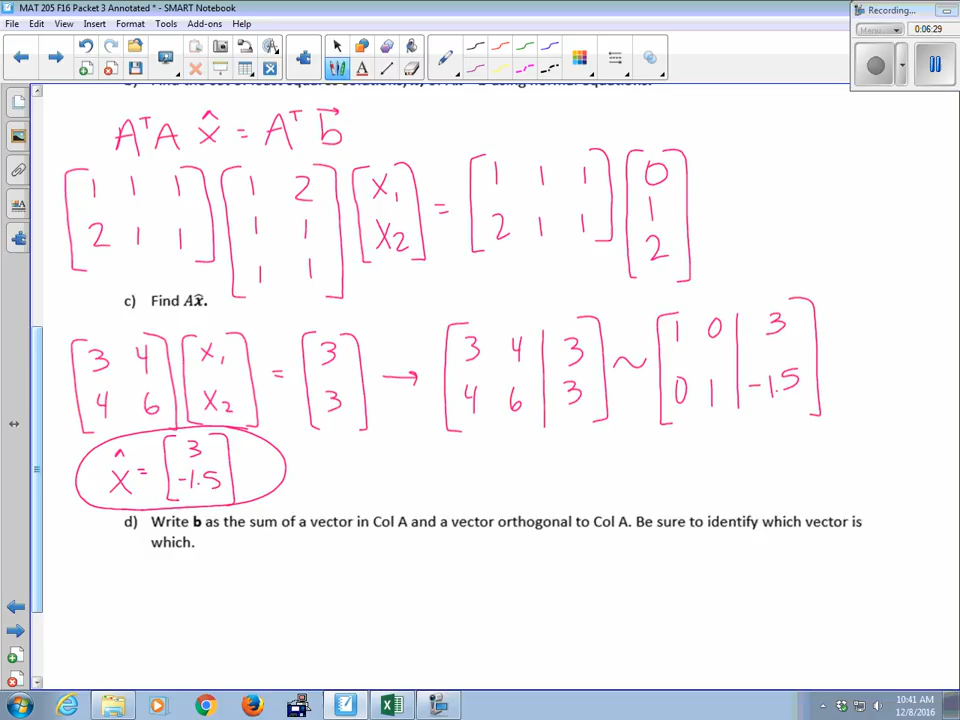 MAT 205 F16 Packet 3 Annotated * - SMART Notebook
Recording...
File Edit View Insert Format Tools Add-ons Help
Menu
0:06:29
AᵀA x̂ = Aᵀ b⃗
[1 1 1; 2 1 1] [1 2; 1 1; 1 1] [x₁; x₂] = [1 1 1; 2 1 1] [0; 1; 2]
c) Find Ax̂.
[3 4; 4 6] [x₁; x₂] = [3; 3] → [3 4 | 3; 4 6 | 3] ~ [1 0 | 3; 0 1 | -1.5]
x̂ = [3; -1.5]
d) Write b as the sum of a vector in Col A and a vector orthogonal to Col A. Be sure to identify which vector is
which.
10:41 AM
12/8/2016